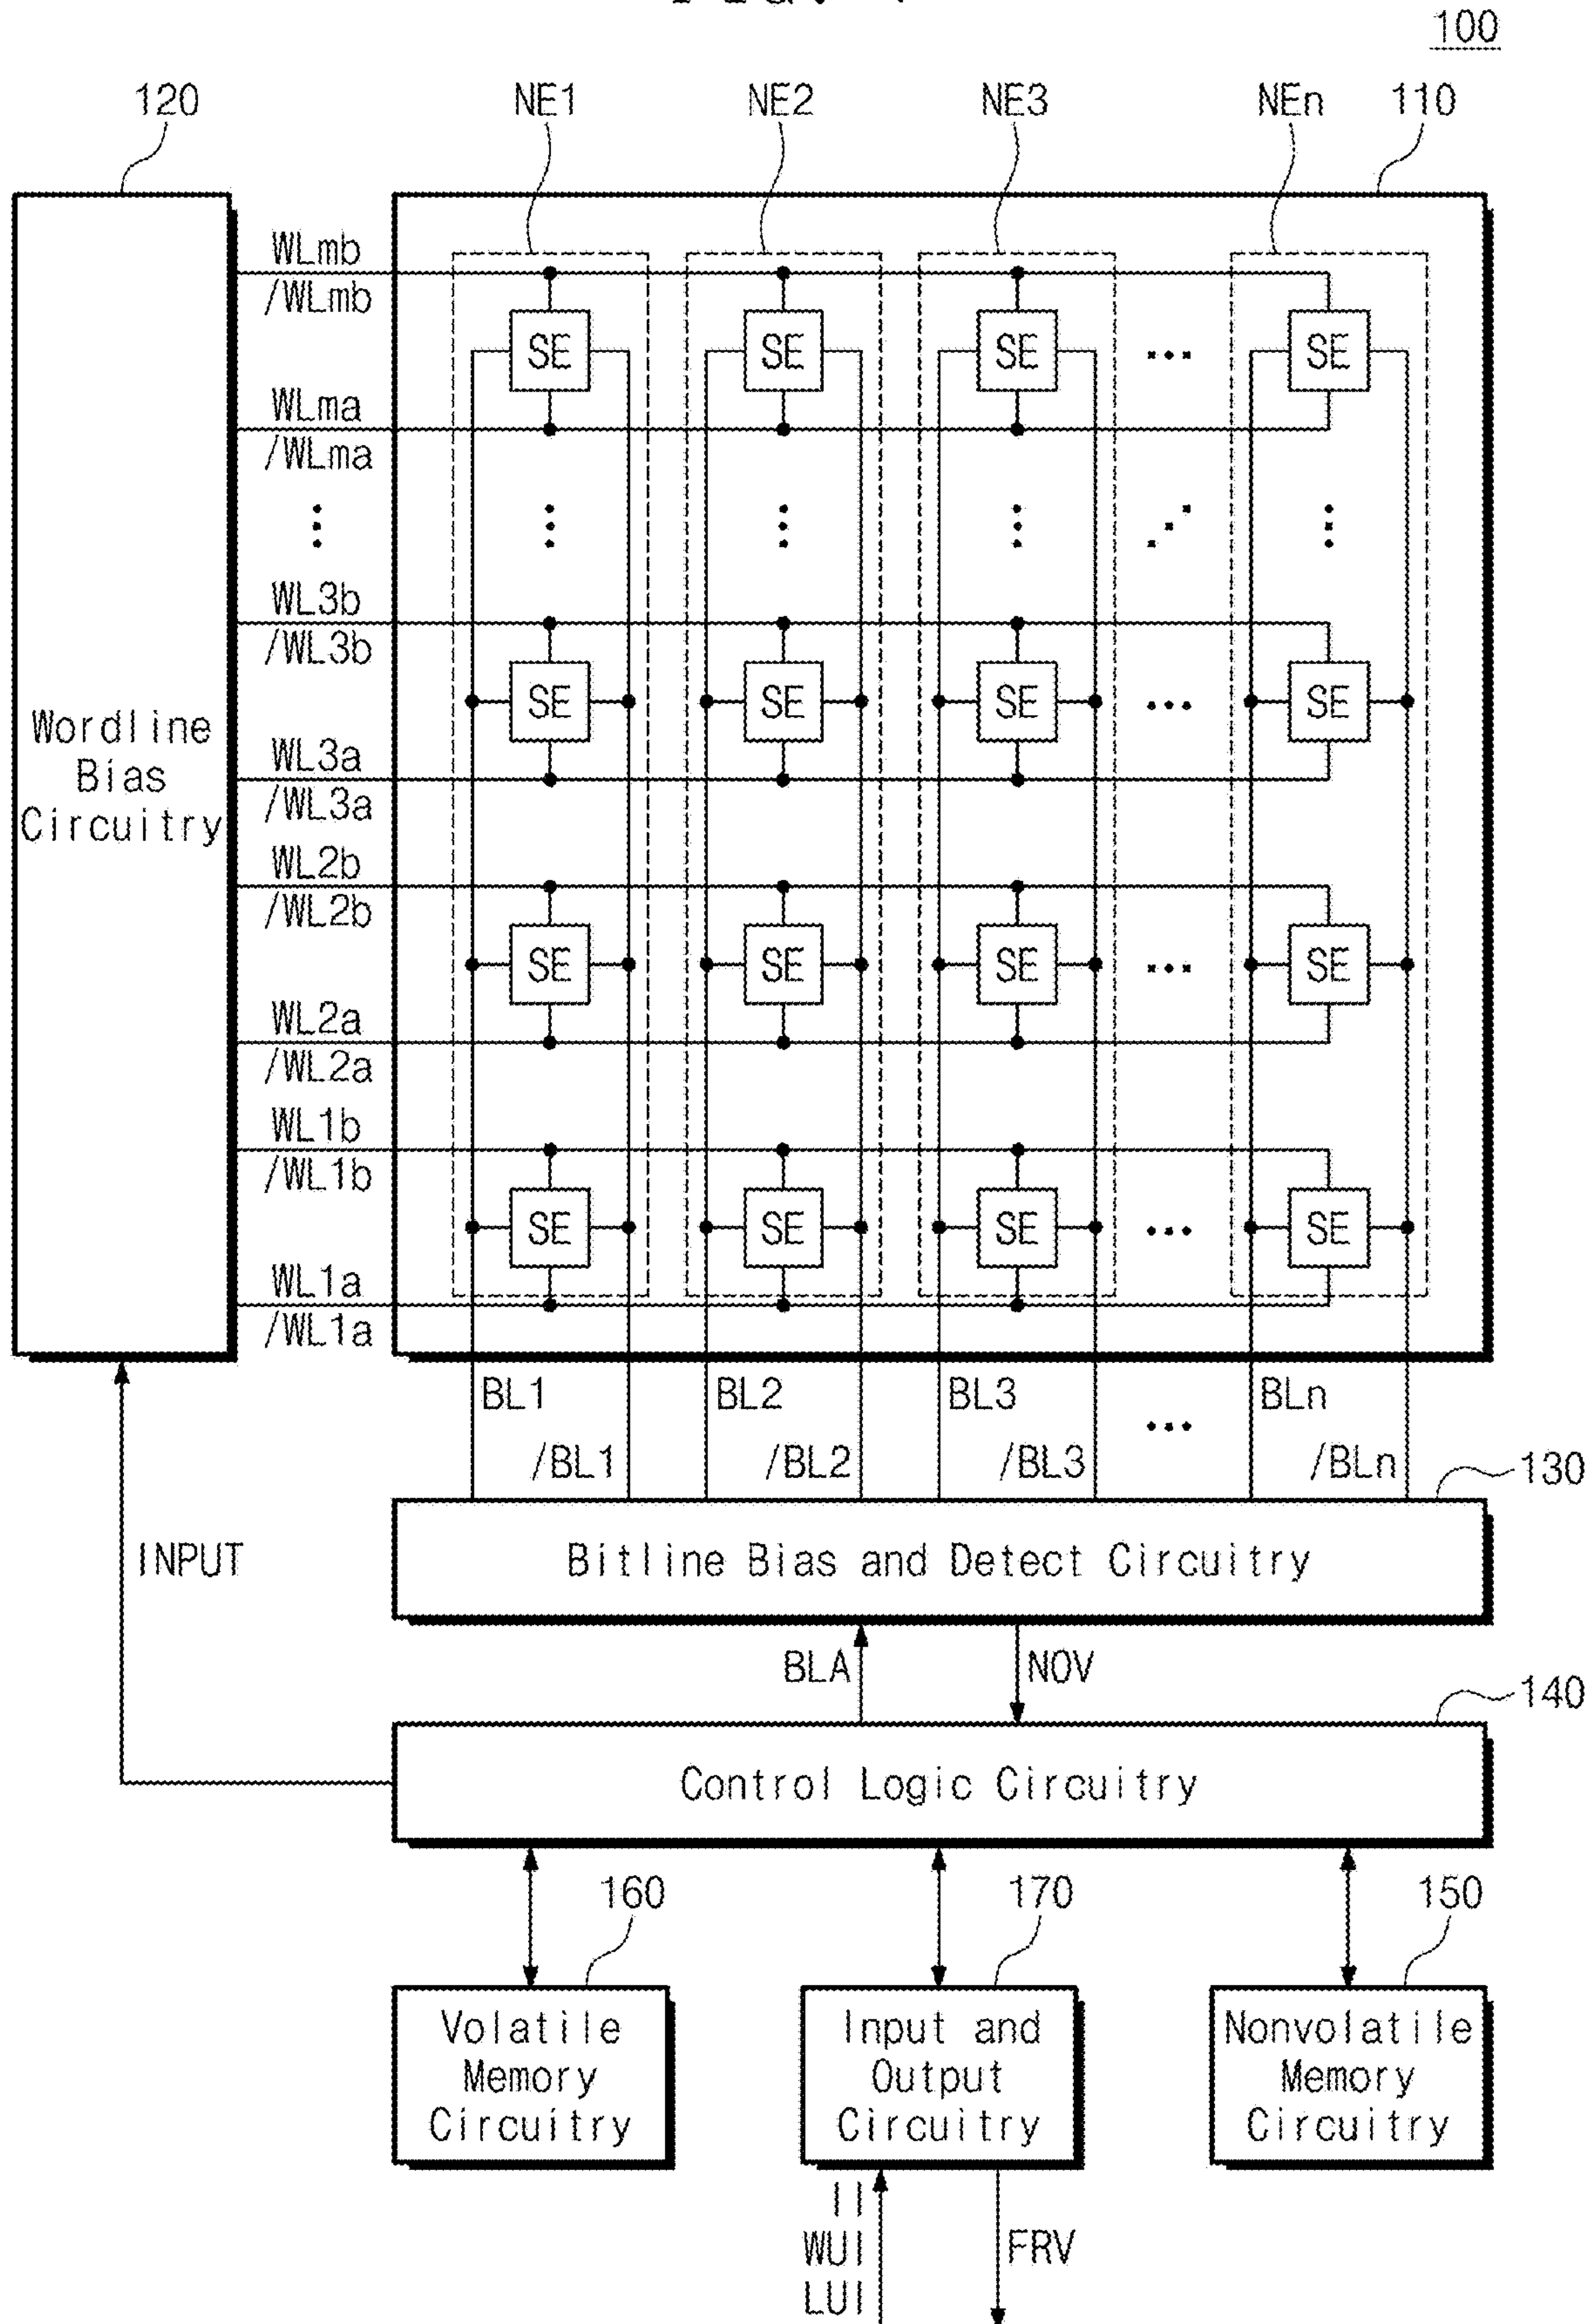 100
120 NE1 NE2 NE3 NEn 110
WLmb
/WLmb
SE SE SE SE
WLma
/WLma
WL3b
/WL3b
SE SE SE SE
Wordline
Bias
Circuitry
WL3a
/WL3a
WL2b
/WL2b
SE SE SE SE
WL2a
/WL2a
WL1b
/WL1b
SE SE SE SE
WL1a
/WL1a
BL1 BL2 BL3 BLn
/BL1 /BL2 /BL3 /BLn
130
INPUT
Bitline Bias and Detect Circuitry
BLA NOV
140
Control Logic Circuitry
160 170 150
Volatile
Memory
Circuitry
Input and
Output
Circuitry
Nonvolatile
Memory
Circuitry
II
WUI
LUI
FRV